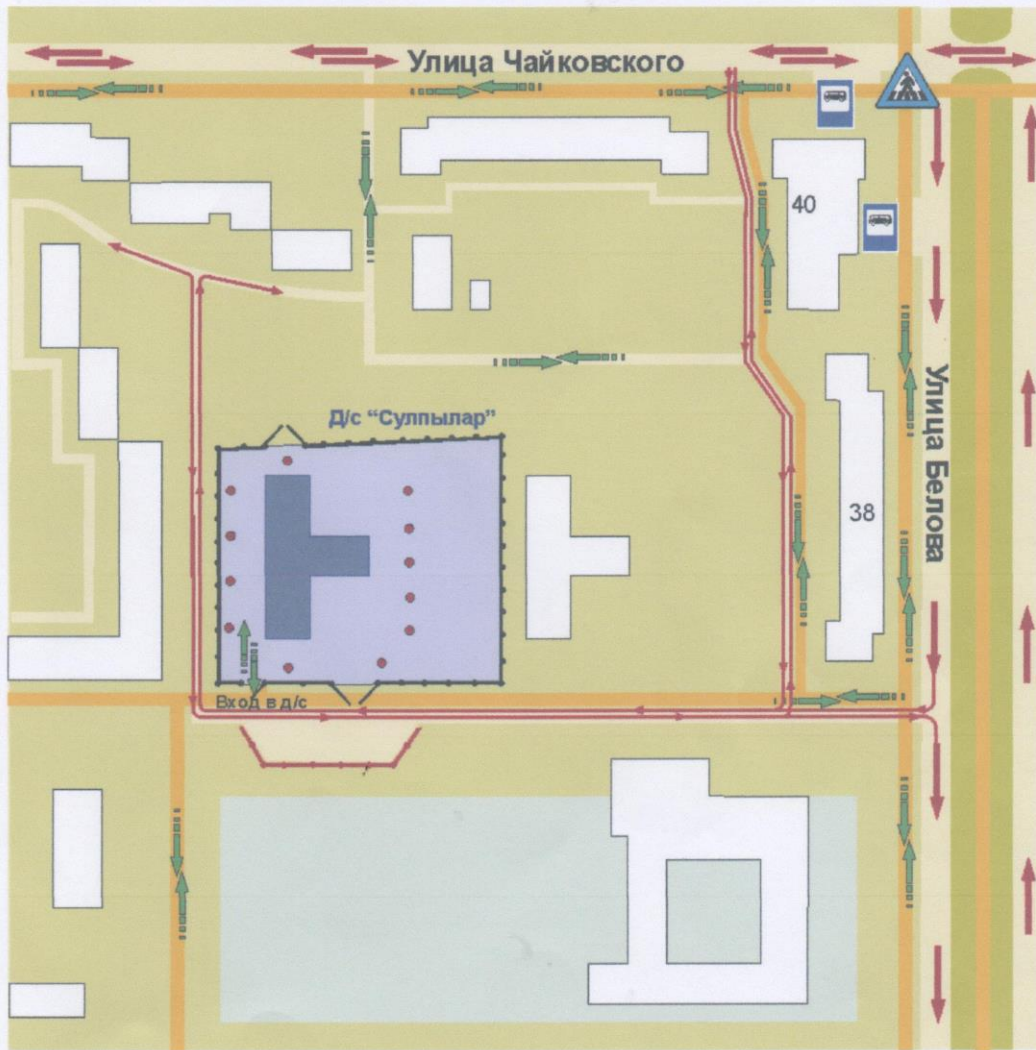 Улица Чайковского
40
Улица Белова
Д/с “Сулпылар”
38
Вход в д/с